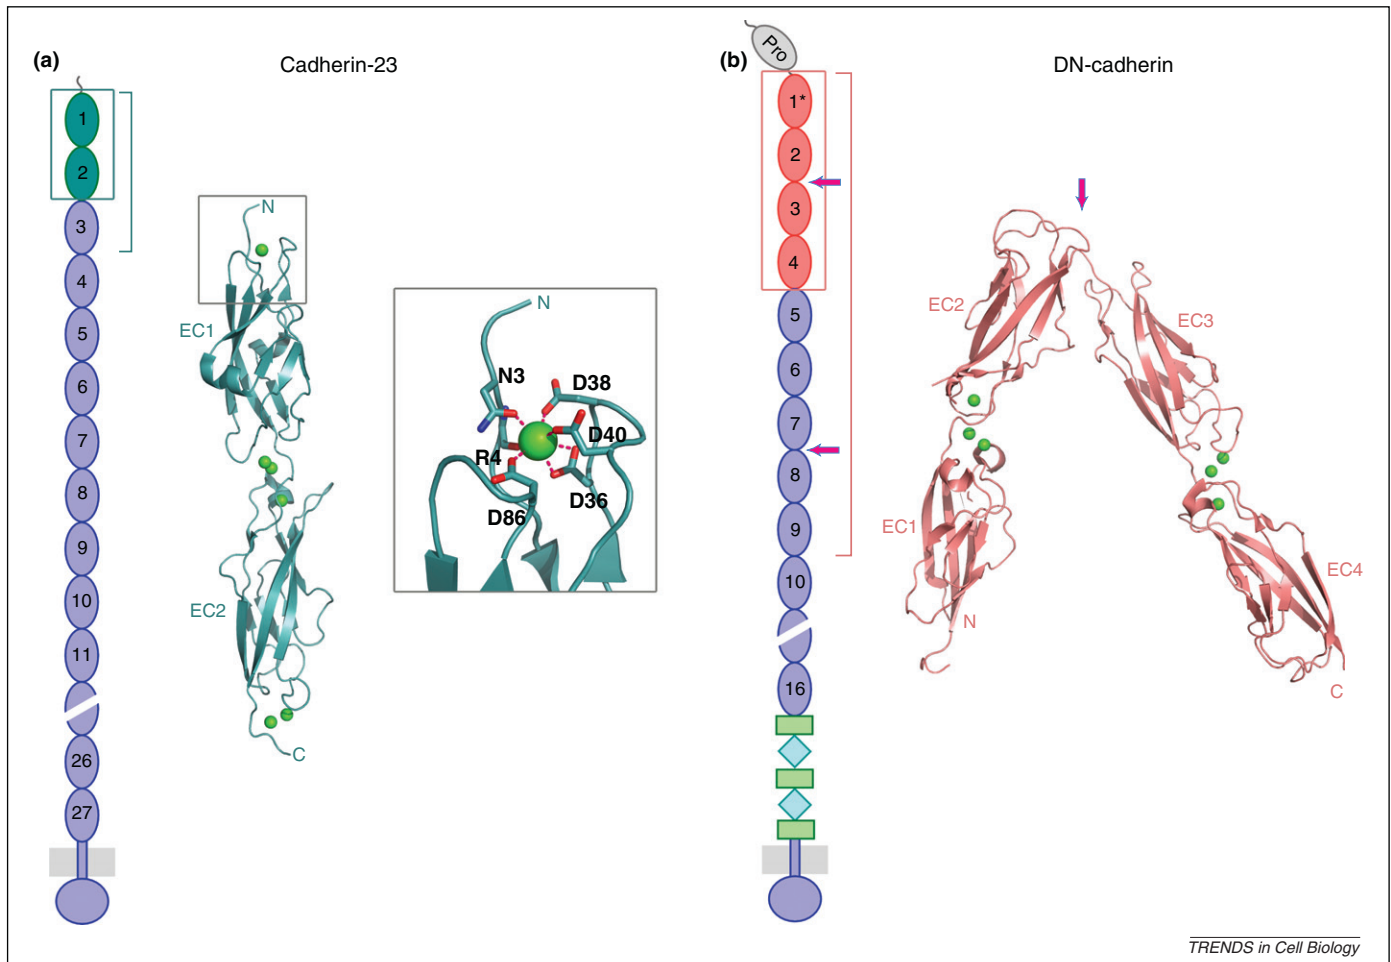 (a)
Cadherin-23
1
2
3
4
5
6
7
8
9
10
11
26
27
N
EC1
EC2
C
N
N3
D38
D40
R4
D36
D86
(b)
DN-cadherin
Pro
1*
2
3
4
5
6
7
8
9
10
16
EC2
EC3
EC1
EC4
N
C
TRENDS in Cell Biology